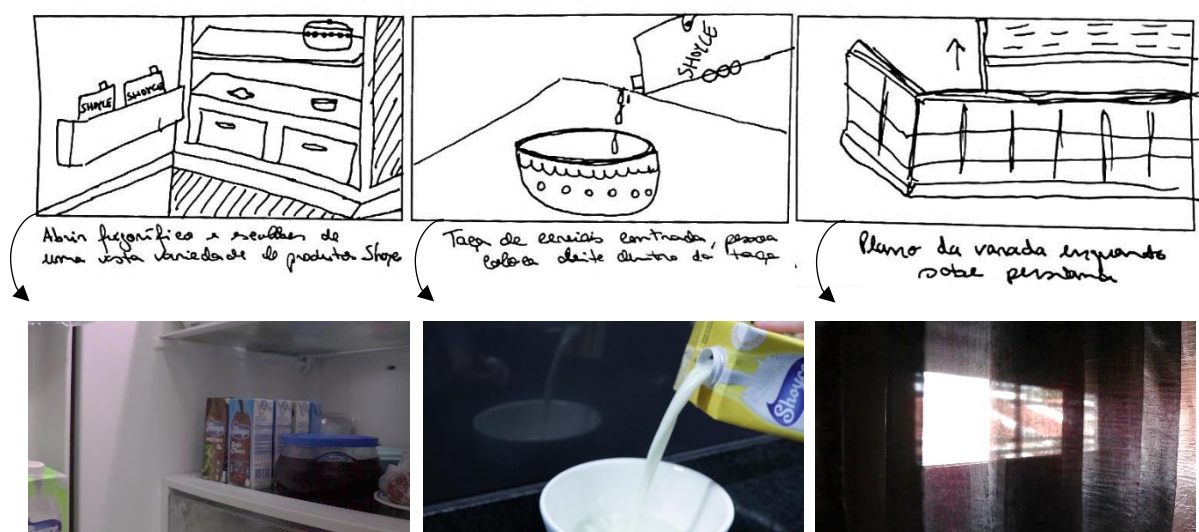 SHOYCE SHOYCE
SHOYCE
Abrir frigorífico e escolher de
uma vasta variedade de produtos Shoyce
Taça de cereais centrada, pessoa
coloca leite dentro da taça
Plano da varada enquanto
sobe persiana
Shoyce